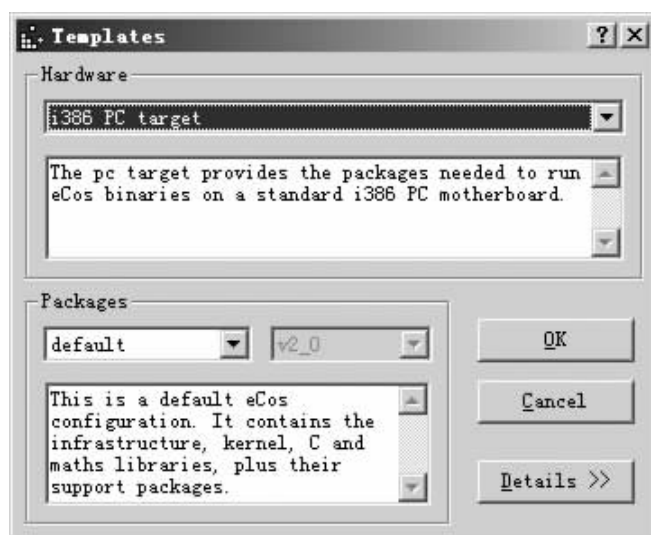 Templates
Hardware
i386 PC target
The pc target provides the packages needed to run
eCos binaries on a standard i386 PC motherboard.
Packages
default
v2_0
This is a default eCos
configuration. It contains the
infrastructure, kernel, C and
maths libraries, plus their
support packages.
OK
Cancel
Details >>